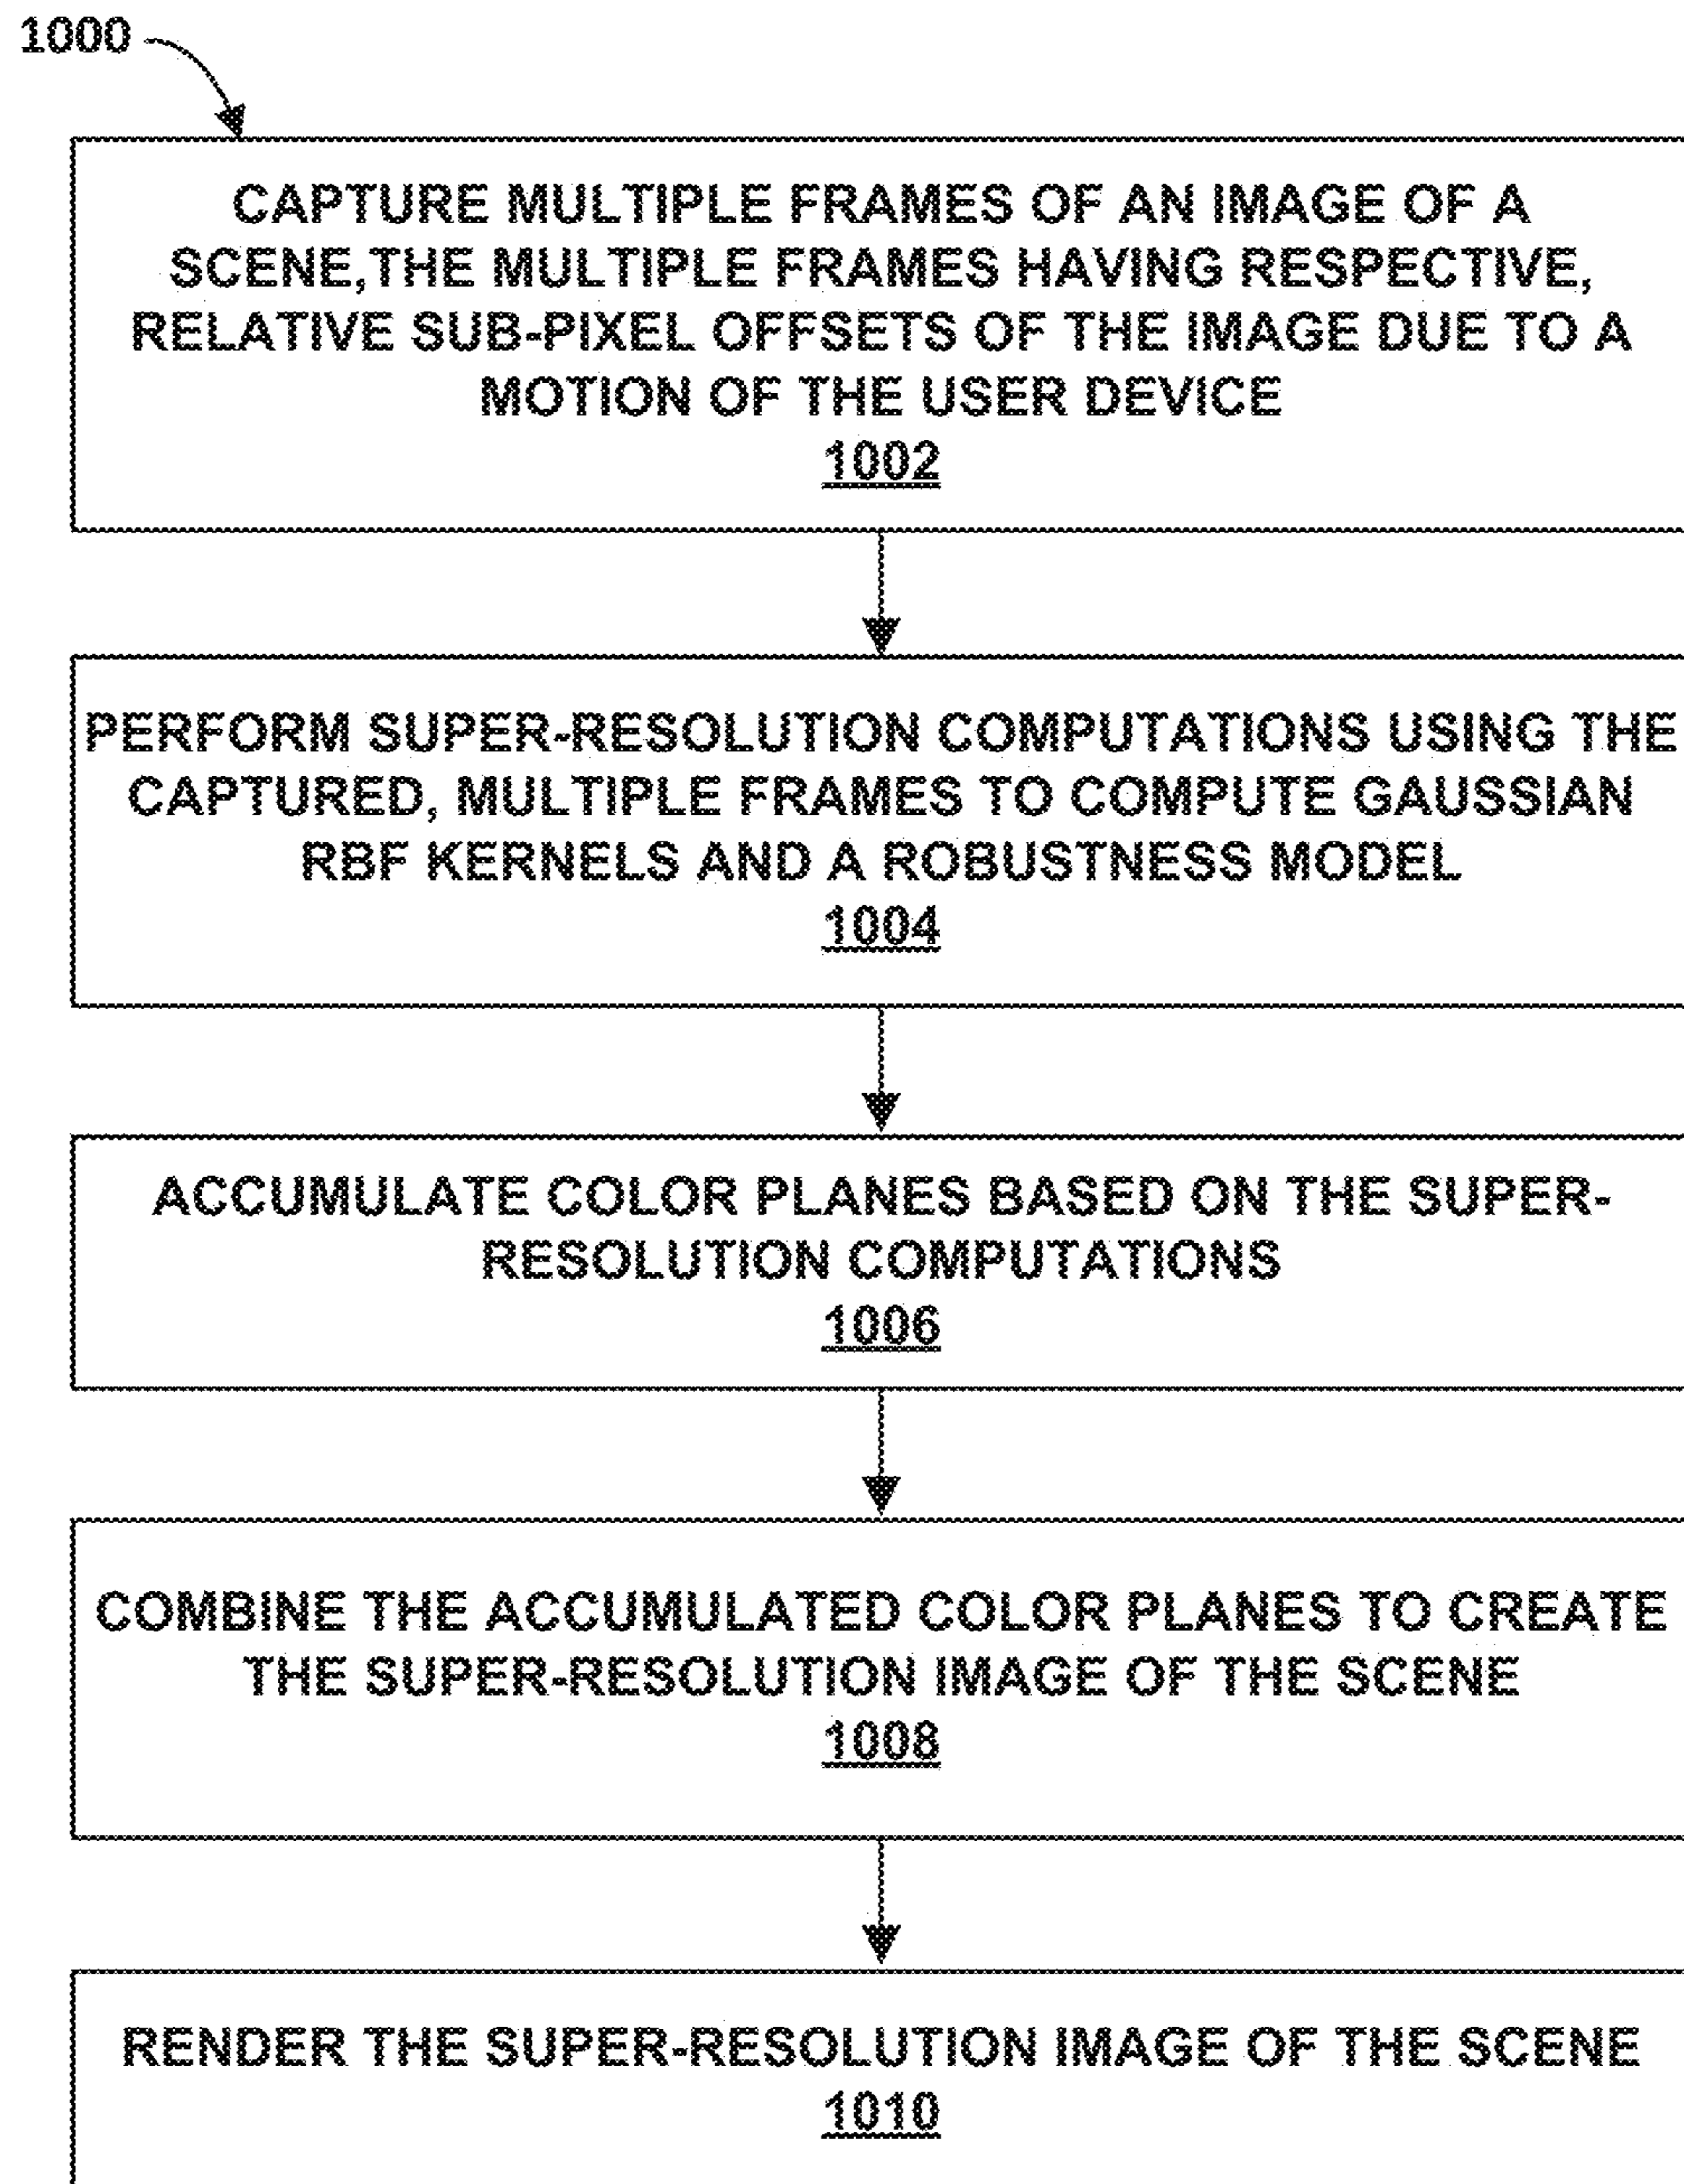 1000
CAPTURE MULTIPLE FRAMES OF AN IMAGE OF A
SCENE,THE MULTIPLE FRAMES HAVING RESPECTIVE,
RELATIVE SUB-PIXEL OFFSETS OF THE IMAGE DUE TO A
MOTION OF THE USER DEVICE
1002
PERFORM SUPER-RESOLUTION COMPUTATIONS USING THE
CAPTURED, MULTIPLE FRAMES TO COMPUTE GAUSSIAN
RBF KERNELS AND A ROBUSTNESS MODEL
1004
ACCUMULATE COLOR PLANES BASED ON THE SUPER-
RESOLUTION COMPUTATIONS
1006
COMBINE THE ACCUMULATED COLOR PLANES TO CREATE
THE SUPER-RESOLUTION IMAGE OF THE SCENE
1008
RENDER THE SUPER-RESOLUTION IMAGE OF THE SCENE
1010